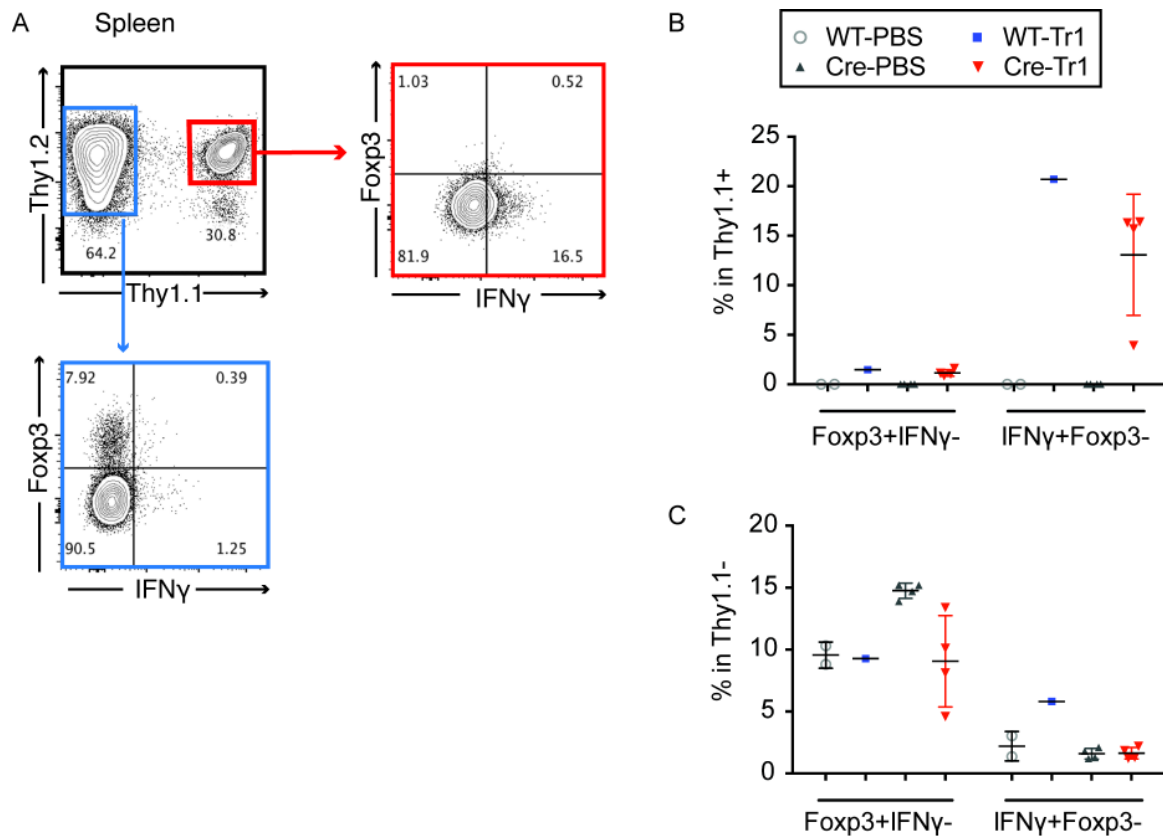 A Spleen
Thy1.2
64.2
30.8
Thy1.1
1.03 0.52
Foxp3
81.9 16.5
IFNγ
7.92 0.39
Foxp3
90.5 1.25
IFNγ
B
WT-PBS WT-Tr1
Cre-PBS Cre-Tr1
% in Thy1.1+
25
20
15
10
5
0
Foxp3+IFNγ- IFNγ+Foxp3-
C
% in Thy1.1-
20
15
10
5
0
Foxp3+IFNγ- IFNγ+Foxp3-